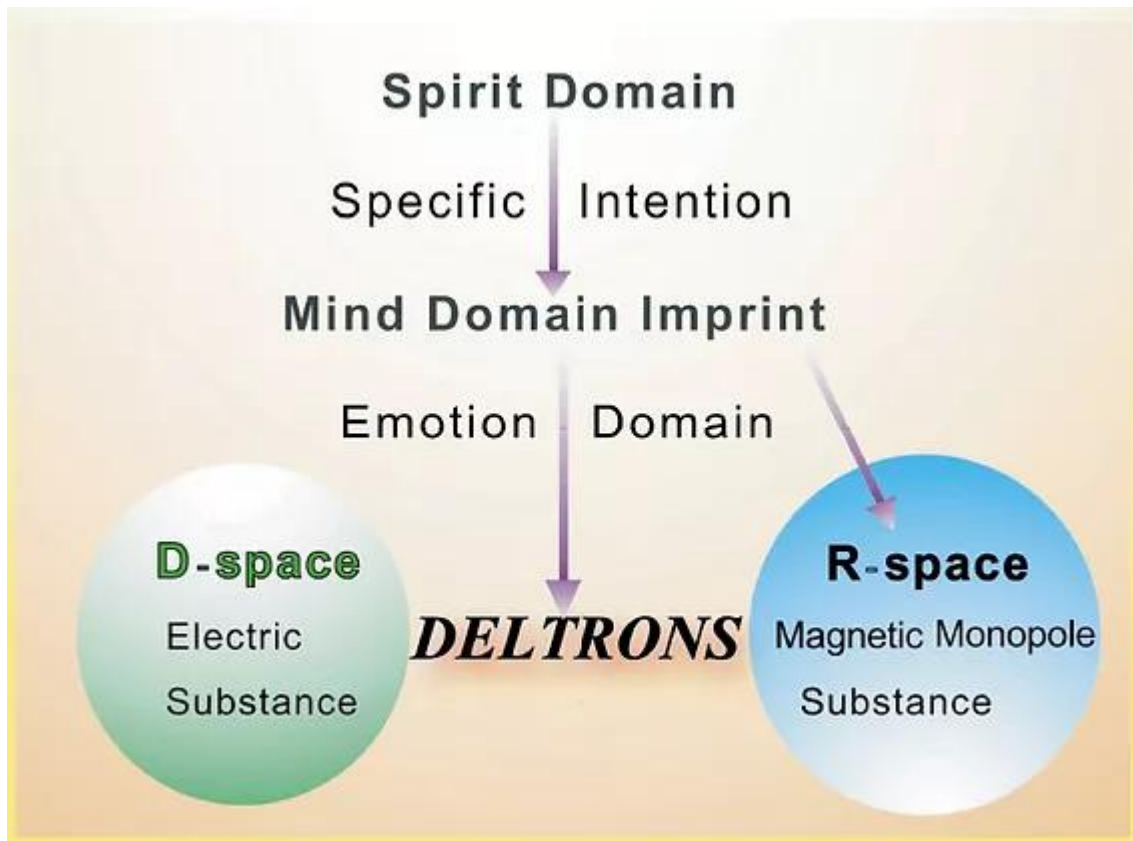 Spirit Domain
Specific Intention
Mind Domain Imprint
Emotion Domain
D-space
Electric
Substance
DELTRONS
R-space
Magnetic Monopole
Substance